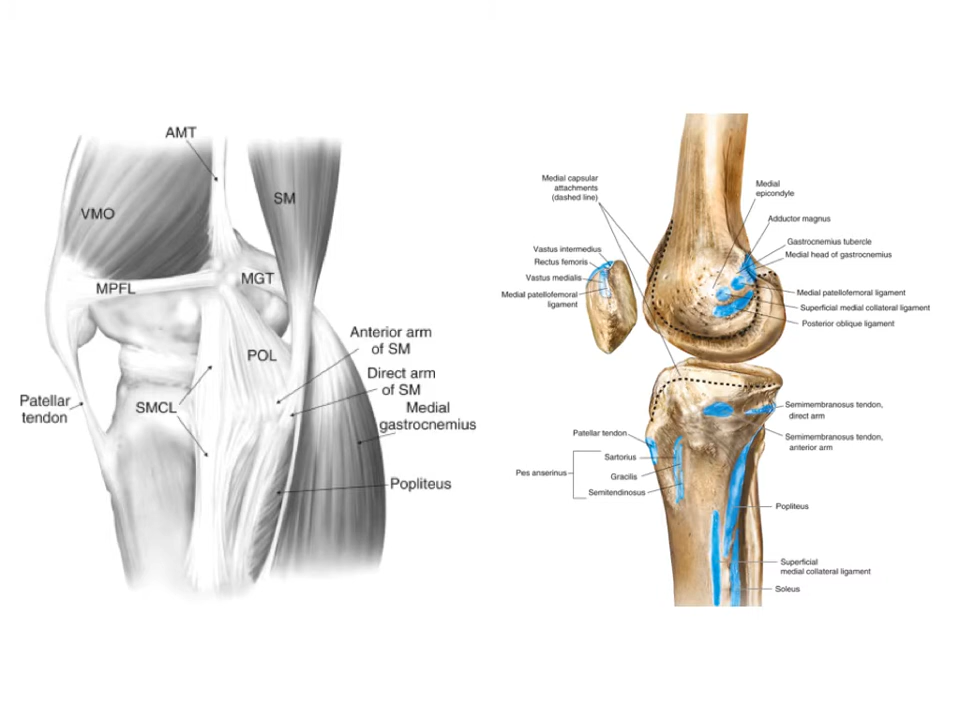 AMT
SM
VMO
MGT
MPFL
Anterior arm
of SM
POL
Direct arm
of SM
Patellar
tendon
SMCL
Medial
gastrocnemius
Popliteus
Medial capsular
attachments
(dashed line)
Medial
epicondyle
Adductor magnus
Gastrocnemius tubercle
Medial head of gastrocnemius
Vastus intermedius
Rectus femoris
Vastus medialis
Medial patellofemoral
ligament
Medial patellofemoral ligament
Superficial medial collateral ligament
Posterior oblique ligament
Semimembranosus tendon,
direct arm
Semimembranosus tendon,
anterior arm
Patellar tendon
Sartorius
Pes anserinus
Gracilis
Semitendinosus
Popliteus
Superficial
medial collateral ligament
Soleus